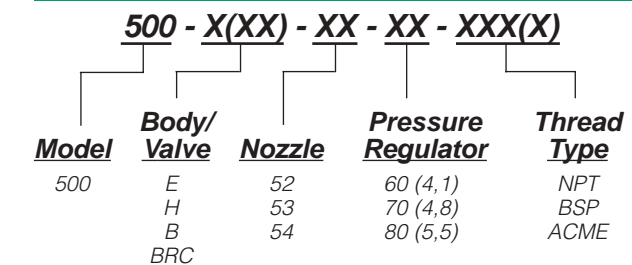 500 - X(XX) - XX - XX - XXX(X)
Model Body/ Valve Nozzle Pressure Regulator Thread Type
500 E 52 60 (4,1) NPT
H 53 70 (4,8) BSP
B 54 80 (5,5) ACME
BRC